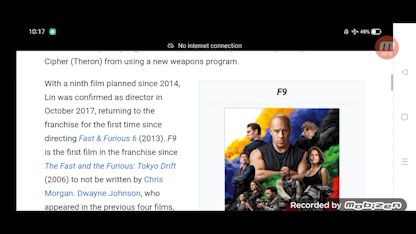 10:17
48%
No internet connection
Cipher (Theron) from using a new weapons program.
With a ninth film planned since 2014,
Lin was confirmed as director in
October 2017, returning to the
franchise for the first time since
directing Fast & Furious 6 (2013). F9
is the first film in the franchise since
The Fast and the Furious: Tokyo Drift
(2006) to not be written by Chris
Morgan. Dwayne Johnson, who
appeared in the previous four films,
F9
Recorded by mobizen